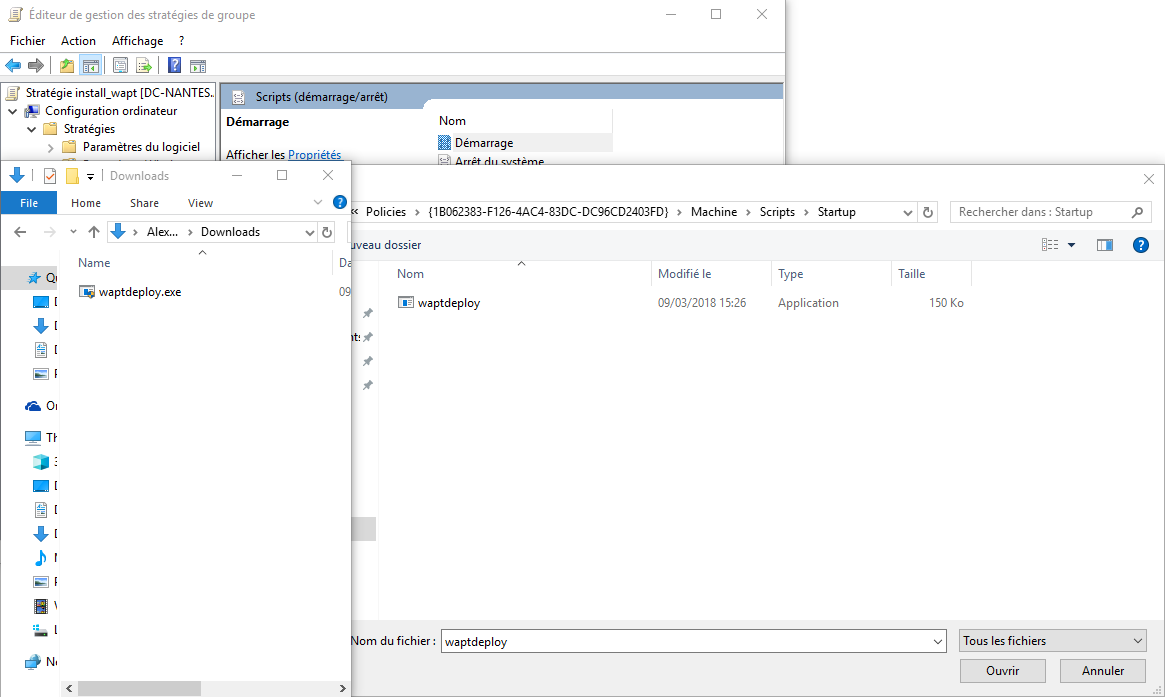 Éditeur de gestion des stratégies de groupe
Fichier Action Affichage ?
Stratégie install_wapt [DC-NANTES..
Configuration ordinateur
Stratégies
Paramètres du logiciel
Scripts (démarrage/arrêt)
Démarrage
Afficher les Propriétés
Nom
Démarrage
Arrêt du système
Downloads
File Home Share View
Alex... > Downloads
Name
waptdeploy.exe
09
« Policies > {1B062383-F126-4AC4-83DC-DC96CD2403FD} > Machine > Scripts > Startup
Rechercher dans : Startup
uveau dossier
Nom Modifié le Type Taille
waptdeploy 09/03/2018 15:26 Application 150 Ko
Nom du fichier : waptdeploy
Tous les fichiers
Ouvrir Annuler